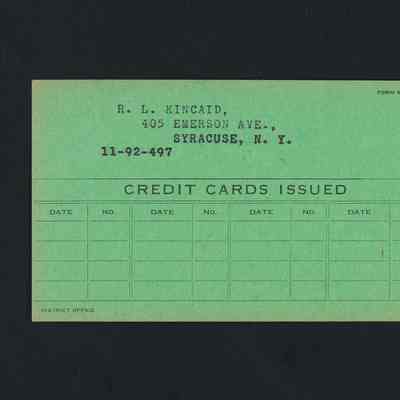 FORM
R. L. KINCAID,
405 EMERSON AVE.,
SYRACUSE, N. Y.
11-92-497
CREDIT CARDS ISSUED
DATE NO. DATE NO. DATE NO. DATE
DISTRICT OFFICE